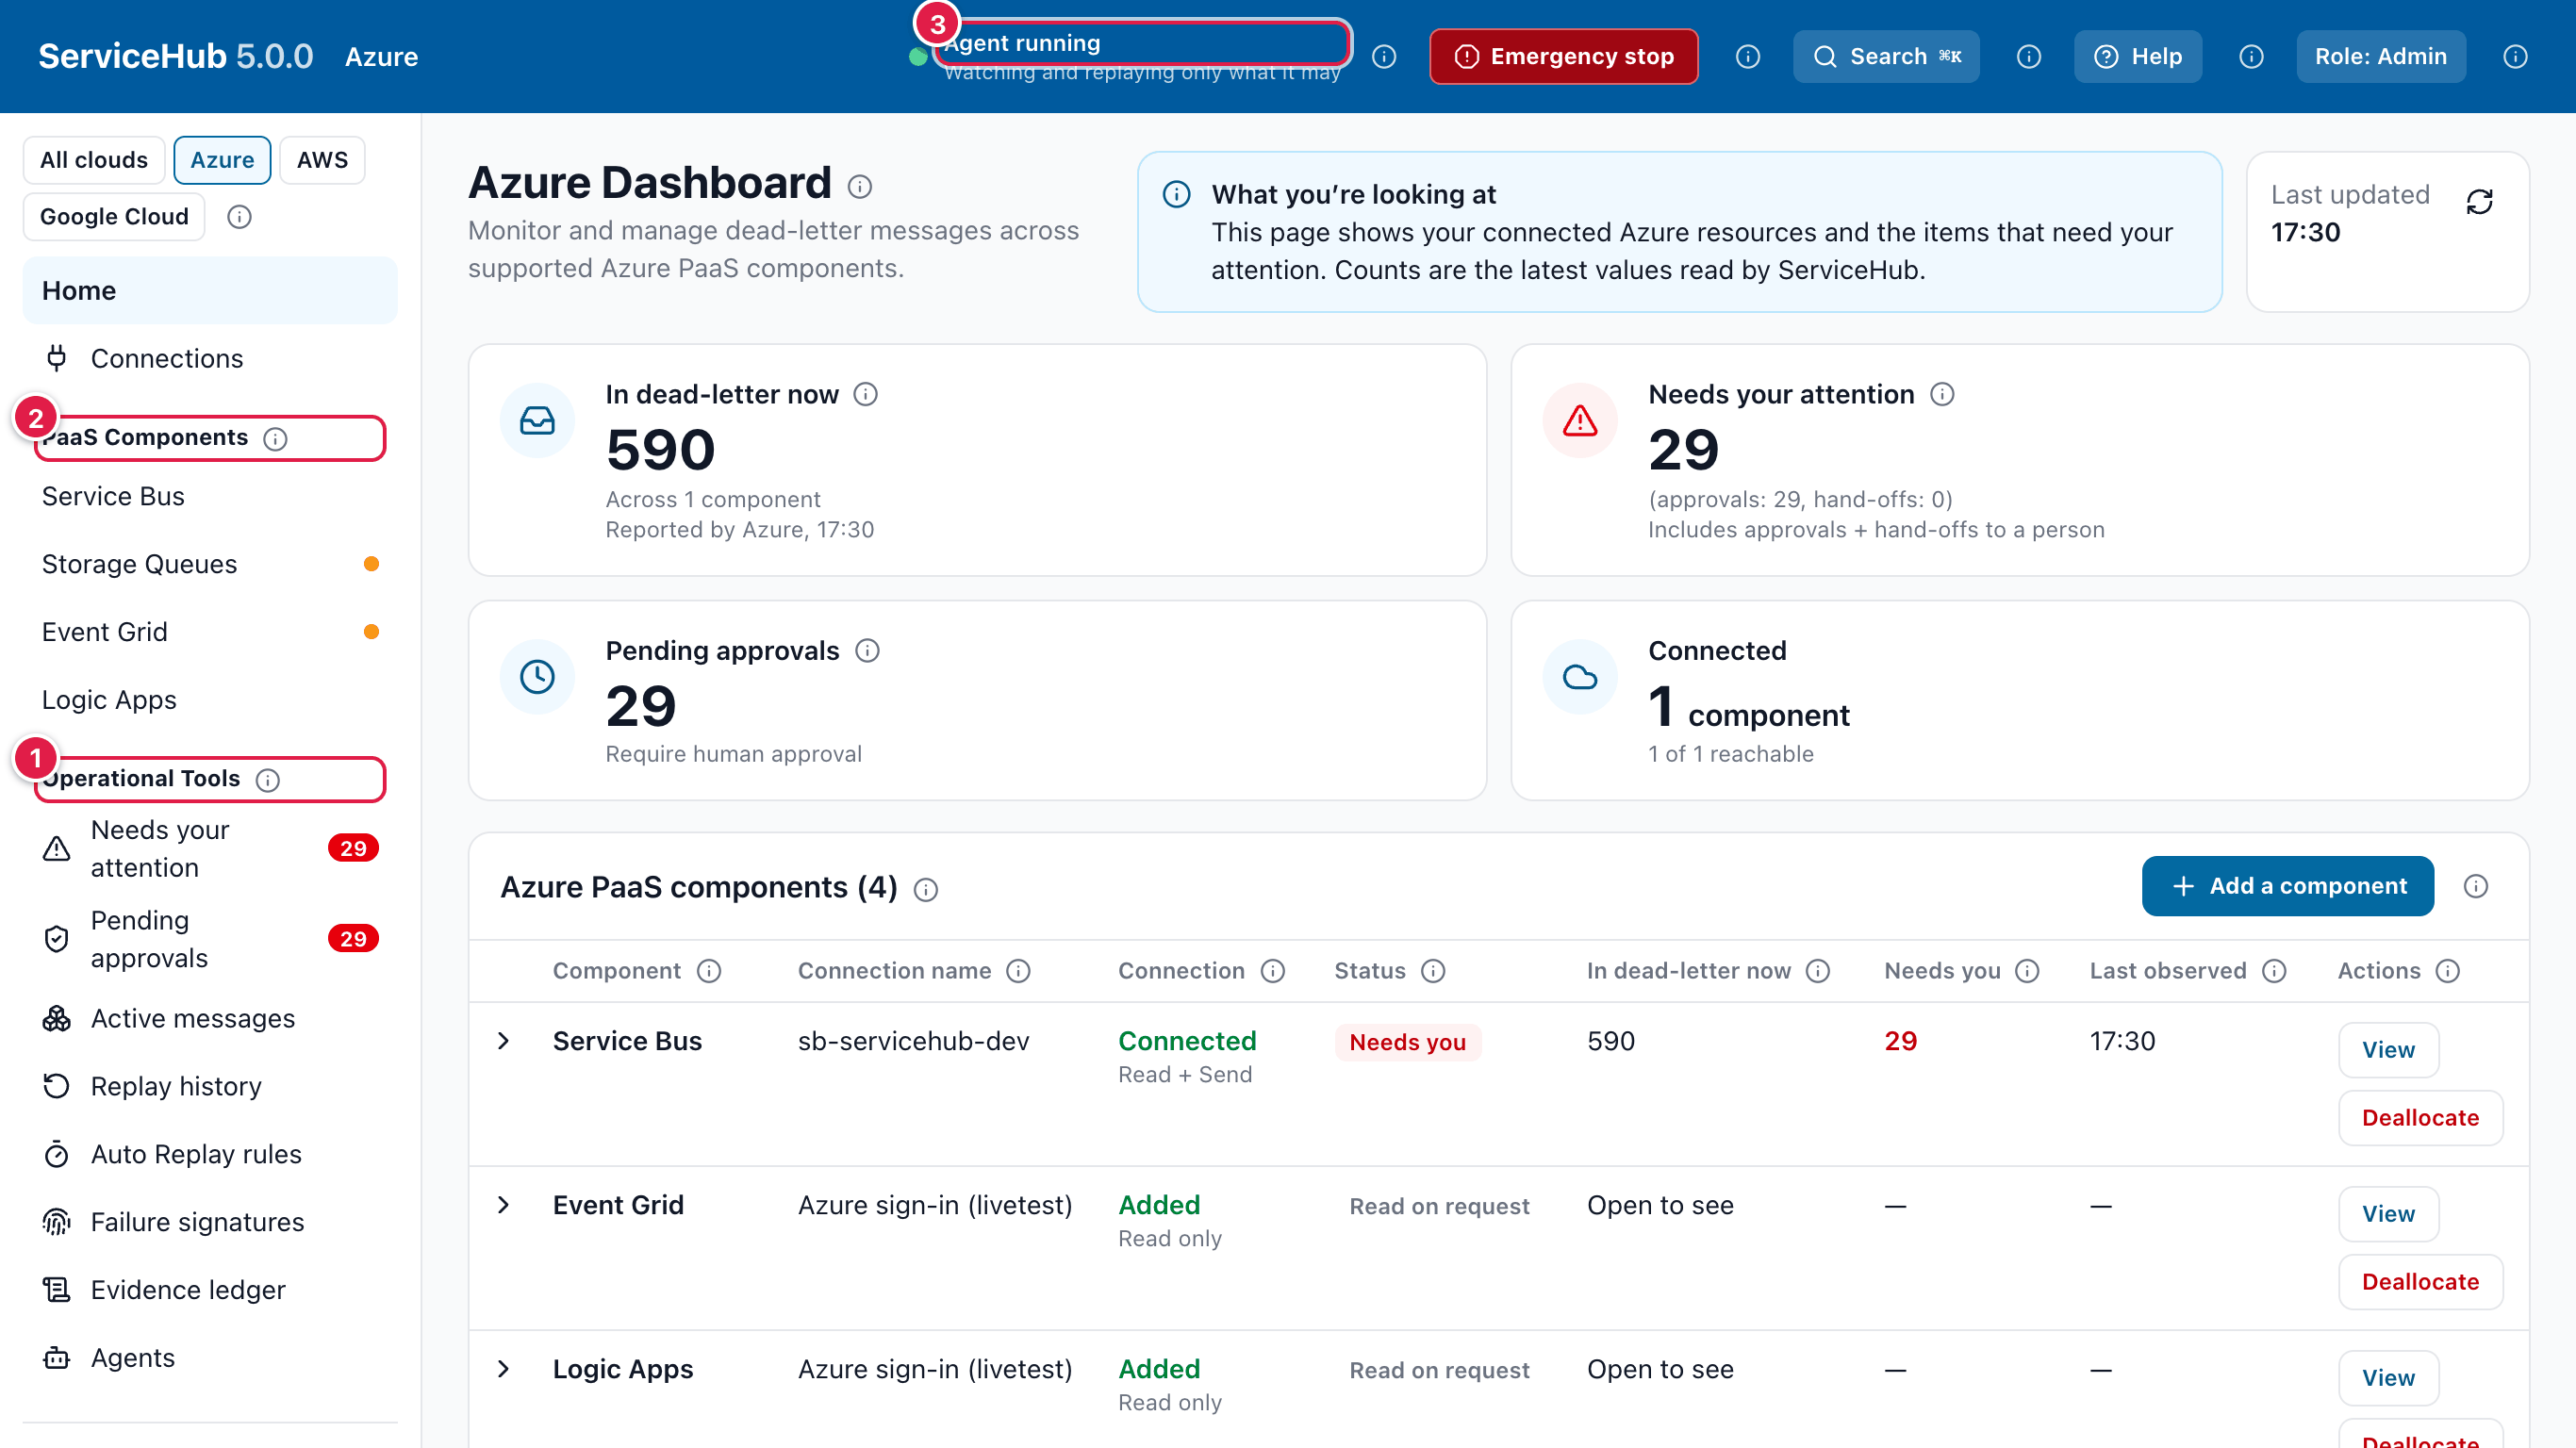 ServiceHub 5.0.0 Azure
3
Agent running
Watching and replaying only what it may
Emergency stop
Search ⌘K
Help
Role: Admin
All clouds
Azure
AWS
Google Cloud
Home
Connections
2
PaaS Components
Service Bus
Storage Queues
Event Grid
Logic Apps
1
Operational Tools
Needs your
attention
29
Pending
approvals
29
Active messages
Replay history
Auto Replay rules
Failure signatures
Evidence ledger
Agents
Azure Dashboard
Monitor and manage dead-letter messages across
supported Azure PaaS components.
What you’re looking at
This page shows your connected Azure resources and the items that need your
attention. Counts are the latest values read by ServiceHub.
Last updated
17:30
In dead-letter now
590
Across 1 component
Reported by Azure, 17:30
Needs your attention
29
(approvals: 29, hand-offs: 0)
Includes approvals + hand-offs to a person
Pending approvals
29
Require human approval
Connected
1 component
1 of 1 reachable
Azure PaaS components (4)
+ Add a component
Component Connection name Connection Status In dead-letter now Needs you Last observed Actions
Service Bus sb-servicehub-dev Connected Needs you 590 29 17:30 View
Read + Send
Deallocate
Event Grid Azure sign-in (livetest) Added Read on request Open to see — — View
Read only
Deallocate
Logic Apps Azure sign-in (livetest) Added Read on request Open to see — — View
Read only
Deallocate